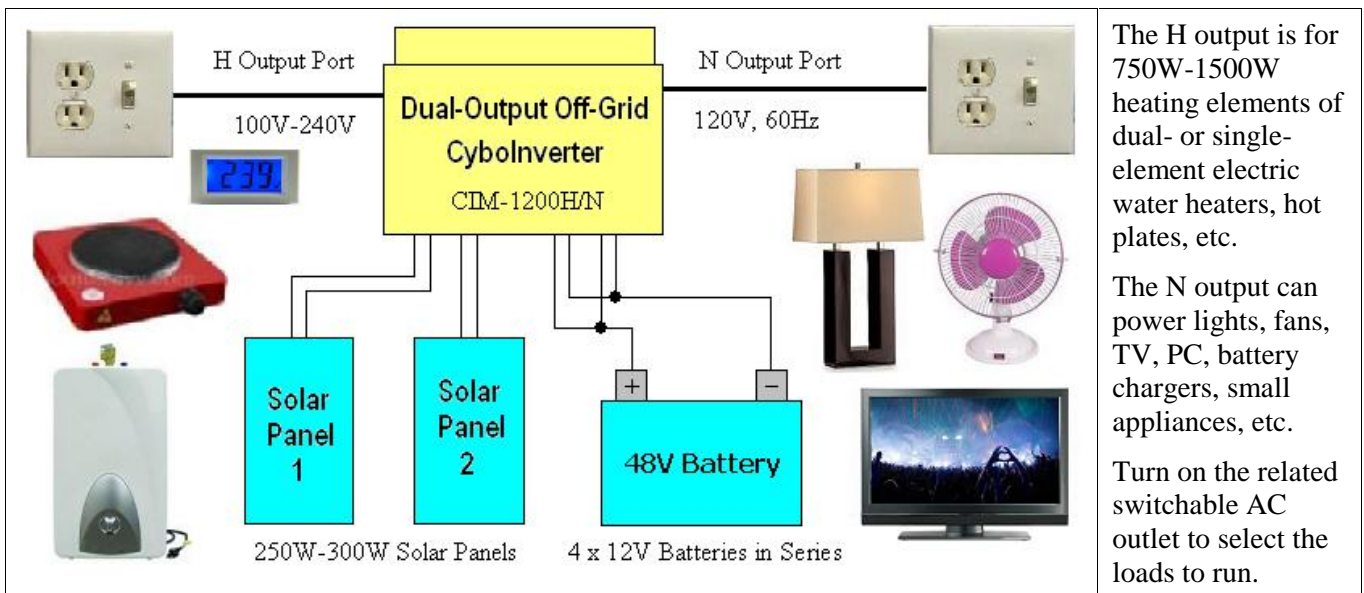 H Output Port
100V-240V
239.
Dual-Output Off-Grid
CyboInverter
CIM-1200H/N
N Output Port
120V, 60Hz
Solar
Panel
1
Solar
Panel
2
+
−
48V Battery
250W-300W Solar Panels
4 x 12V Batteries in Series
The H output is for
750W-1500W
heating elements of
dual- or single-
element electric
water heaters, hot
plates, etc.
The N output can
power lights, fans,
TV, PC, battery
chargers, small
appliances, etc.
Turn on the related
switchable AC
outlet to select the
loads to run.